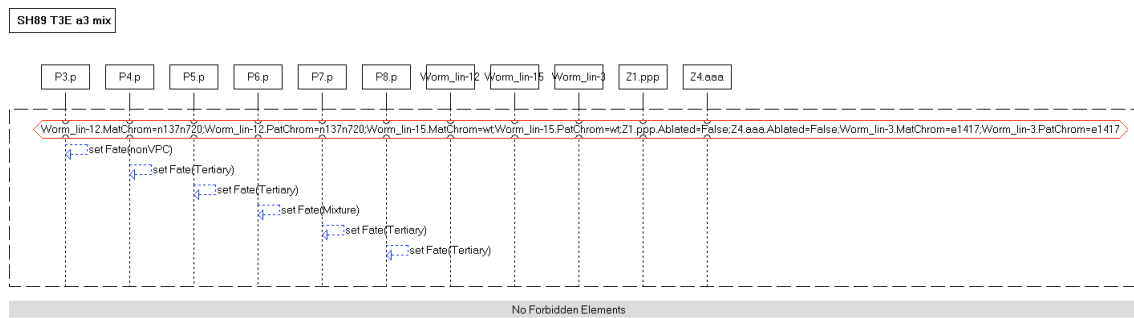 SH89 T3E a3 mix
P3.p P4.p P5.p P6.p P7.p P8.p Worm_lin-12 Worm_lin-15 Worm_lin-3 Z1.ppp Z4.aaa
Worm_lin-12.MatChrom=n137n720;Worm_lin-12.PatChrom=n137n720;Worm_lin-15.MatChrom=wt;Worm_lin-15.PatChrom=wt;Z1.ppp.Ablated=False;Z4.aaa.Ablated=False;Worm_lin-3.MatChrom=e1417;Worm_lin-3.PatChrom=e1417
set Fate(nonVPC)
set Fate(Tertiary)
set Fate(Tertiary)
set Fate(Mixture)
set Fate(Tertiary)
set Fate(Tertiary)
No Forbidden Elements